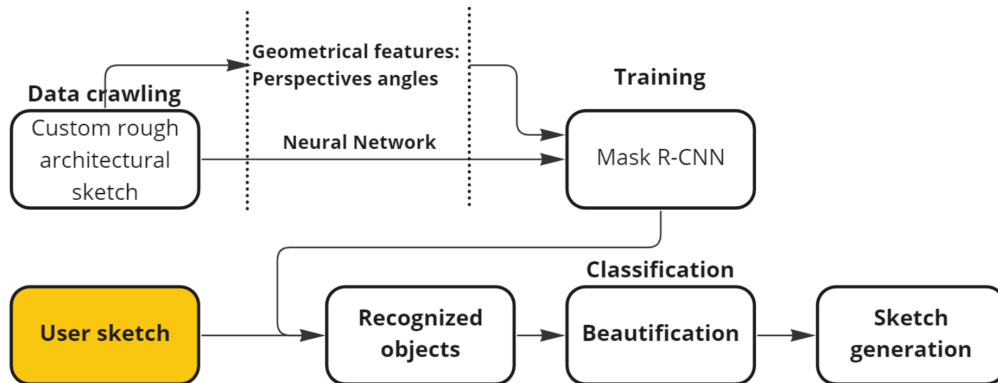 Geometrical features:
Perspectives angles
Data crawling
Training
Custom rough
architectural
sketch
Neural Network
Mask R-CNN
Classification
User sketch
Recognized
objects
Beautification
Sketch
generation